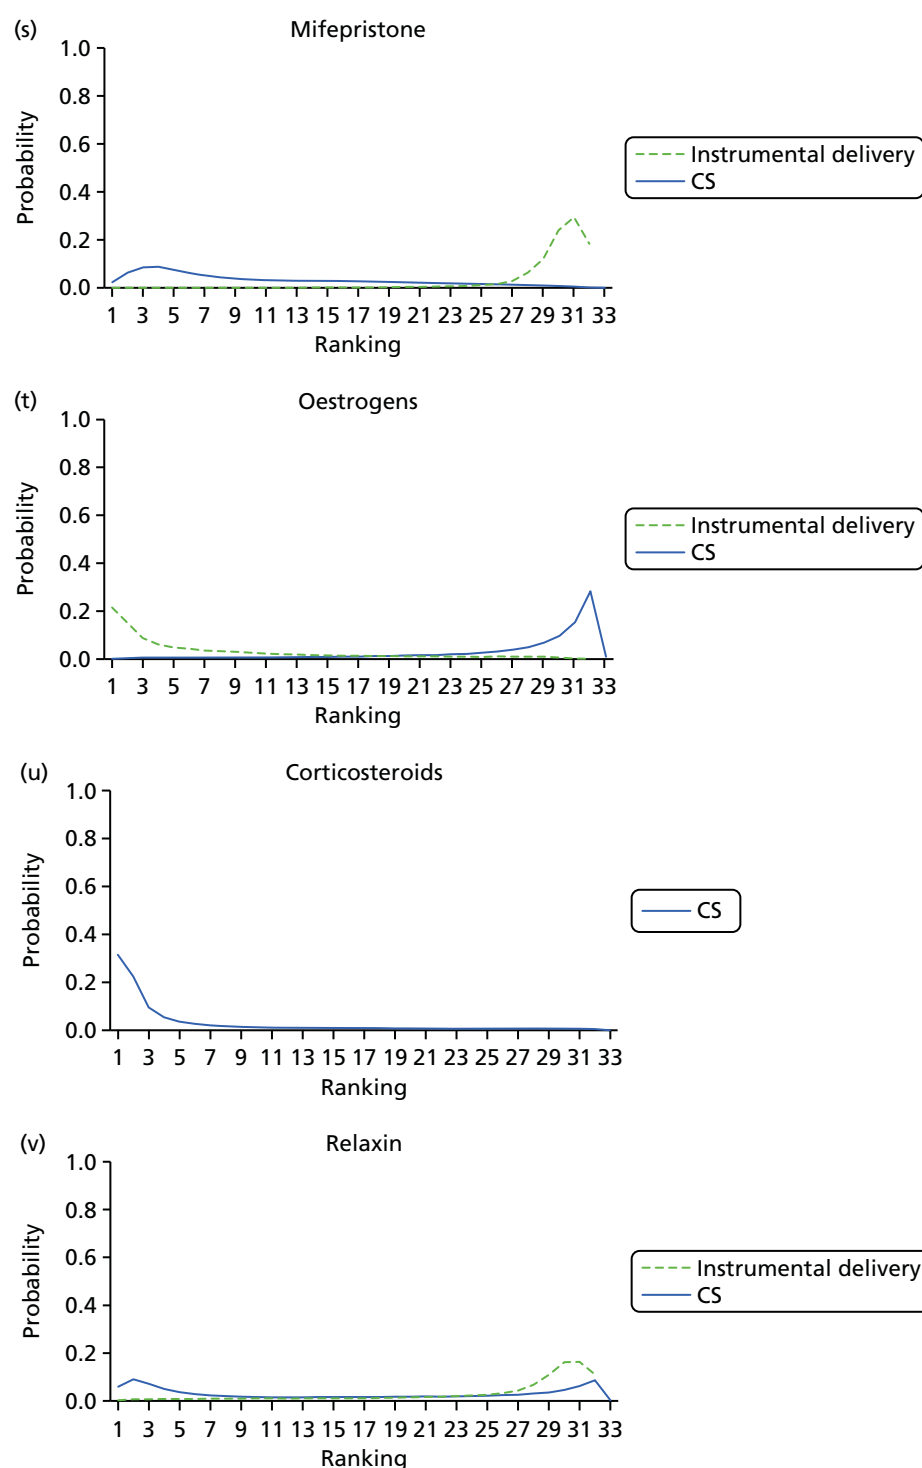 (s)
Mifepristone
1.0
0.8
0.6
0.4
0.2
0.0
Probability
1 3 5 7 9 11 13 15 17 19 21 23 25 27 29 31 33
Ranking
Instrumental delivery
CS
(t)
Oestrogens
1.0
0.8
0.6
0.4
0.2
0.0
Probability
1 3 5 7 9 11 13 15 17 19 21 23 25 27 29 31 33
Ranking
Instrumental delivery
CS
(u)
Corticosteroids
1.0
0.8
0.6
0.4
0.2
0.0
Probability
1 3 5 7 9 11 13 15 17 19 21 23 25 27 29 31 33
Ranking
CS
(v)
Relaxin
1.0
0.8
0.6
0.4
0.2
0.0
Probability
1 3 5 7 9 11 13 15 17 19 21 23 25 27 29 31 33
Ranking
Instrumental delivery
CS